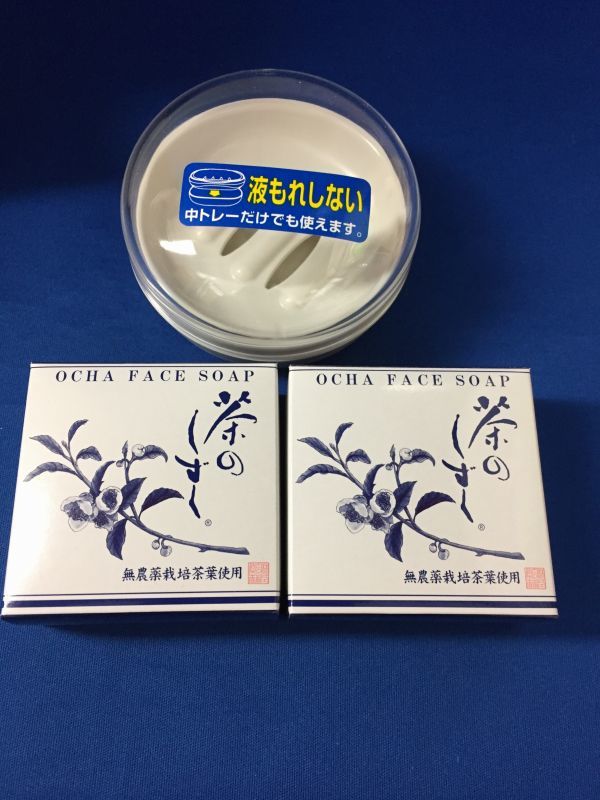 液もれしない
中トレーだけでも使えます。
OCHA FACE SOAP
茶の
しずく
®
無農薬栽培茶葉使用
OCHA FACE SOAP
茶の
しずく
®
無農薬栽培茶葉使用